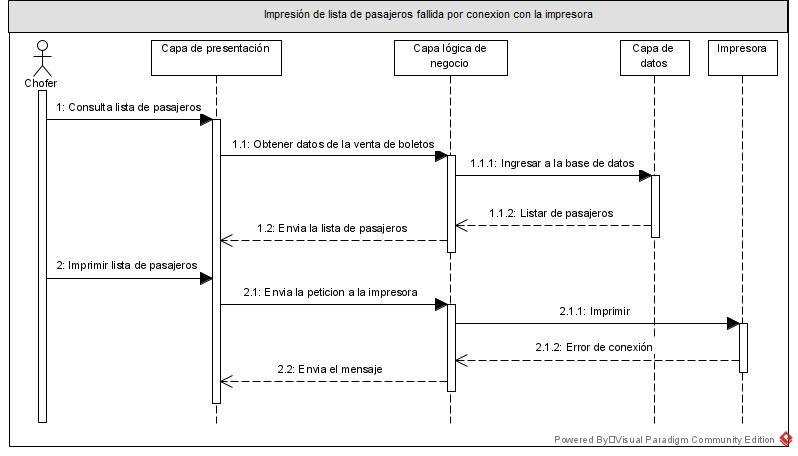 Impresión de lista de pasajeros fallida por conexion con la impresora
Chofer
Capa de presentación
Capa lógica de
negocio
Capa de
datos
Impresora
1: Consulta lista de pasajeros
1.1: Obtener datos de la venta de boletos
1.1.1: Ingresar a la base de datos
1.1.2: Listar de pasajeros
1.2: Envia la lista de pasajeros
2: Imprimir lista de pasajeros
2.1: Envia la peticion a la impresora
2.1.1: Imprimir
2.1.2: Error de conexión
2.2: Envia el mensaje
Powered By□Visual Paradigm Community Edition